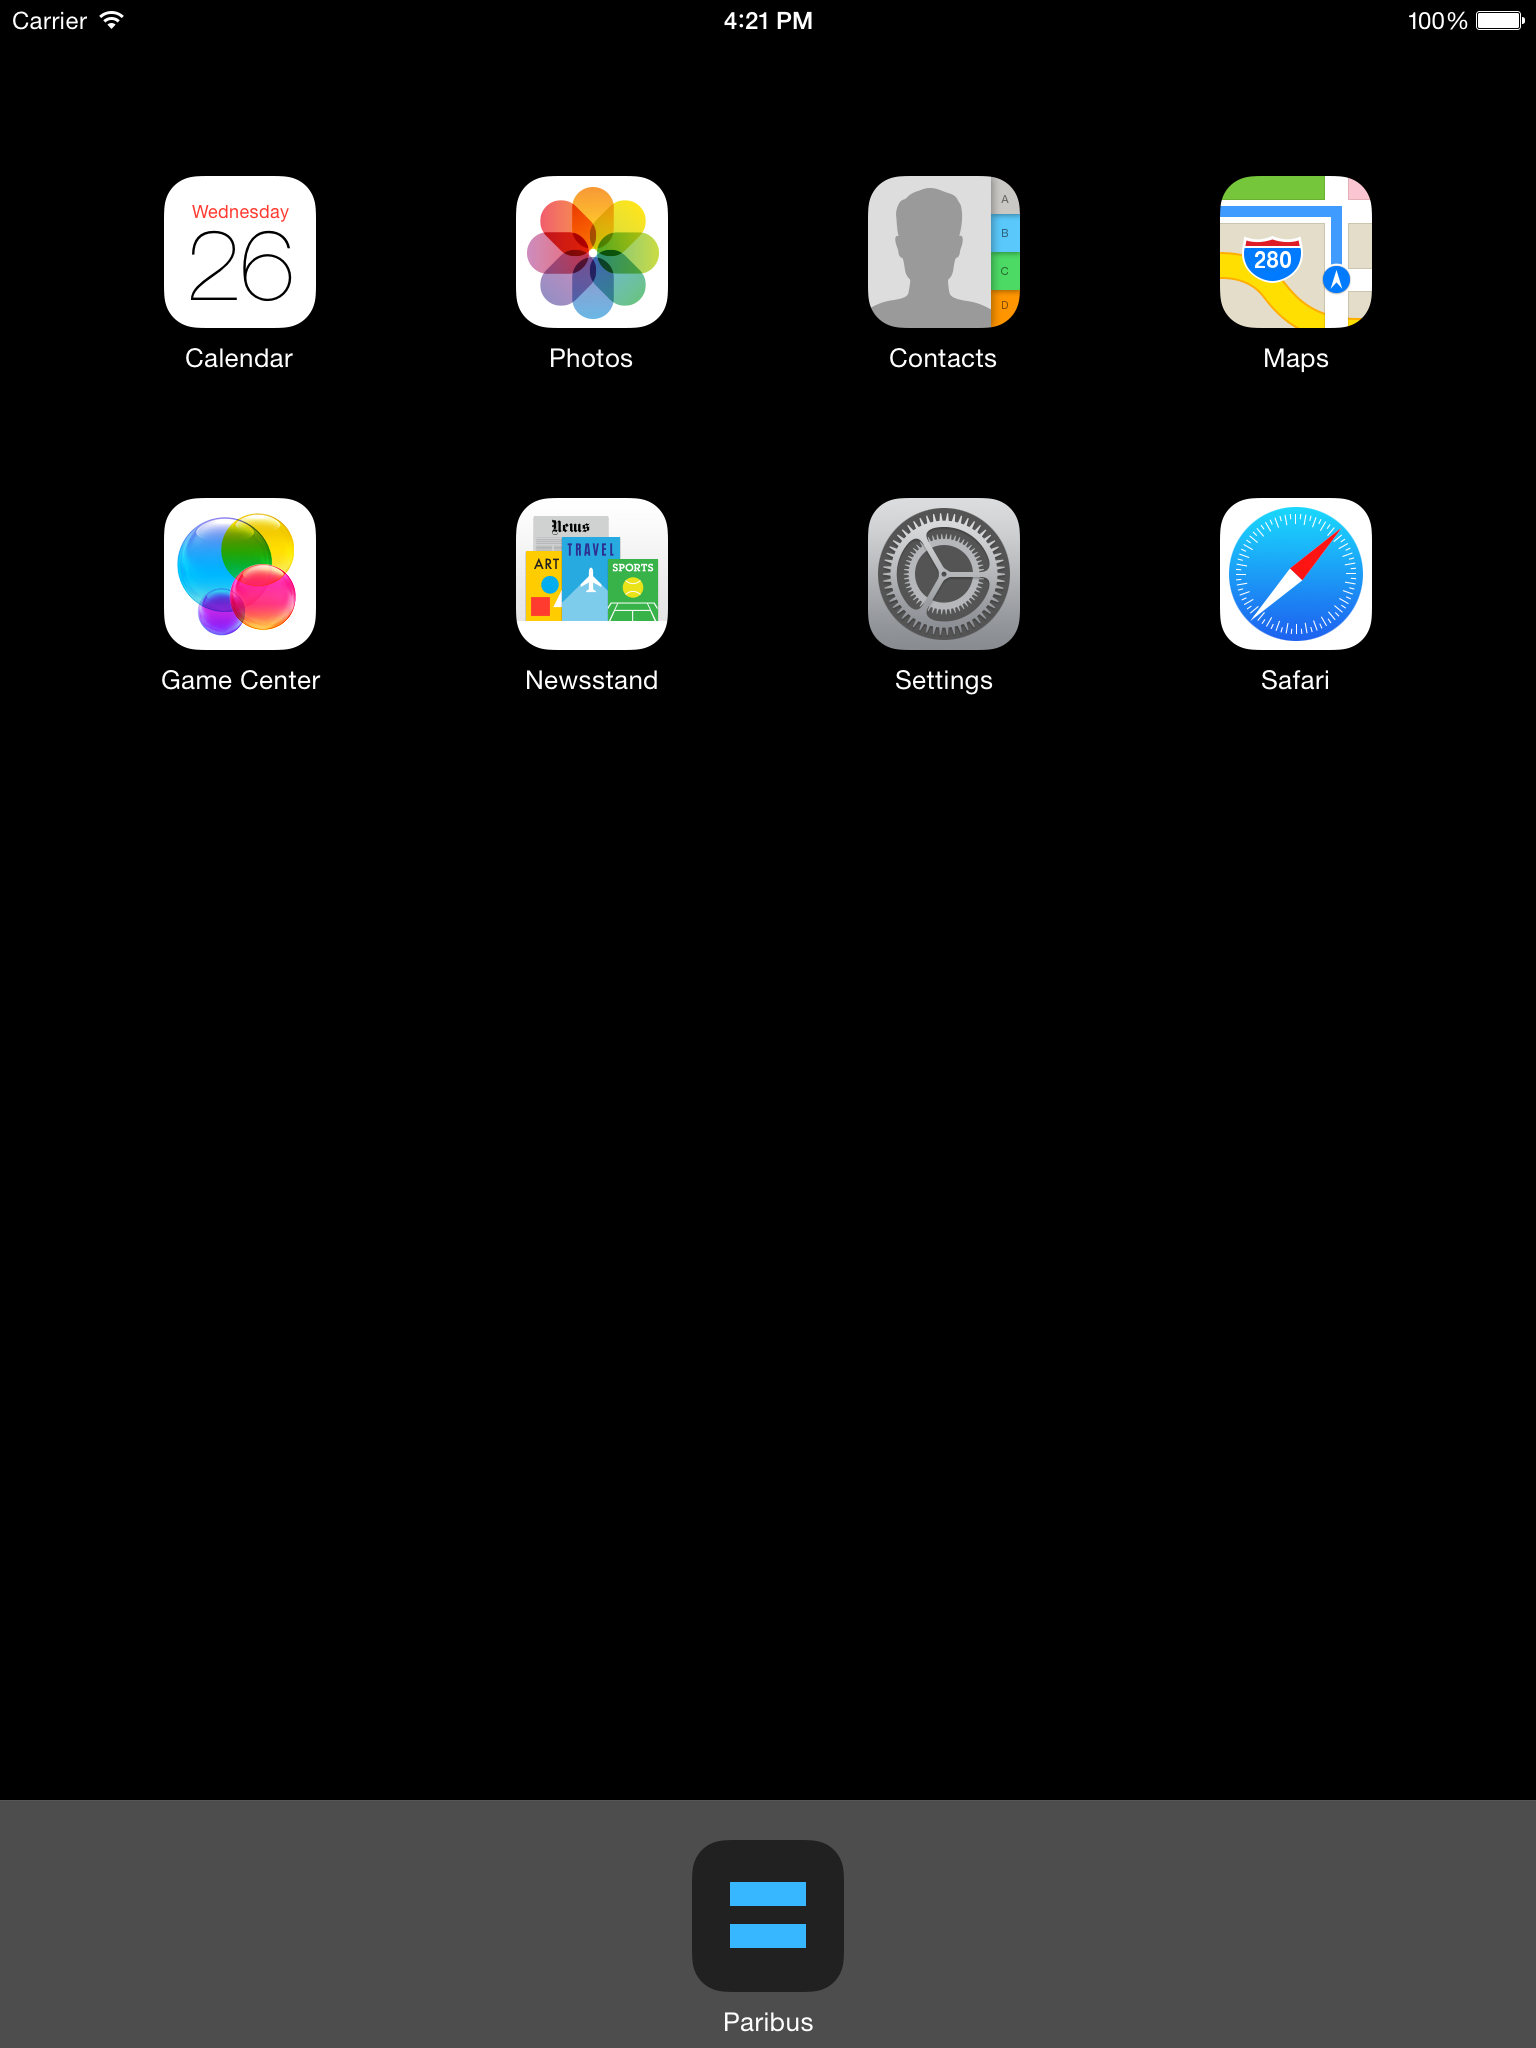 Carrier 4:21 PM 100%
Wednesday
26
A
B
C
D
280
Calendar Photos Contacts Maps
News
TRAVEL
ART
SPORTS
Game Center Newsstand Settings Safari
Paribus